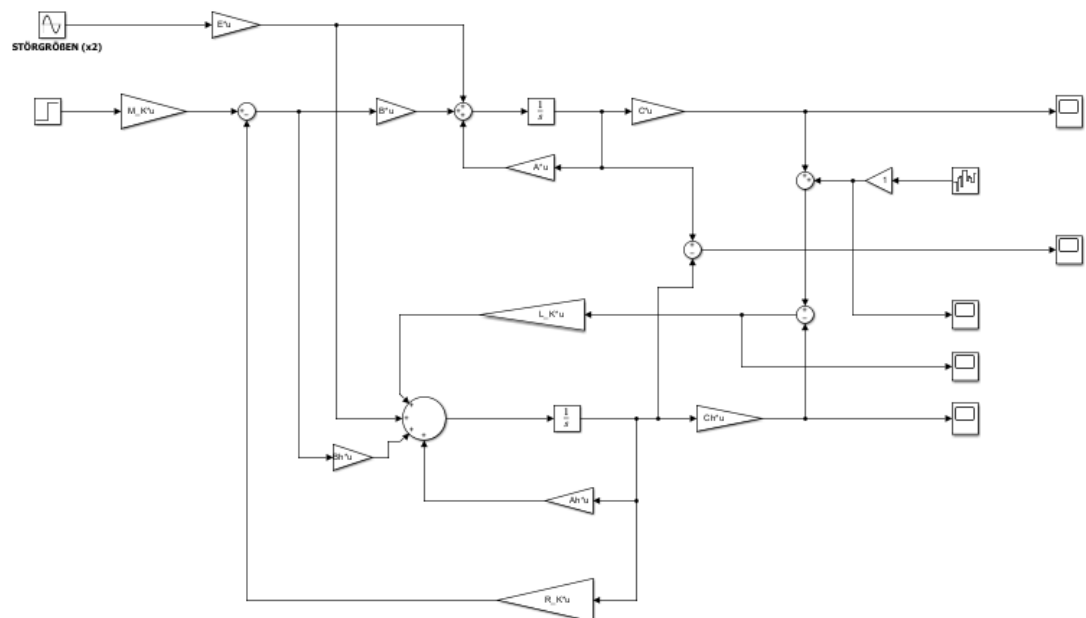 E*u
STÖRGRÖßEN (x2)
M_K*u
B*u
1
s
C*u
A*u
1
L_K*u
1
s
Ch*u
Bh*u
Ah*u
R_K*u